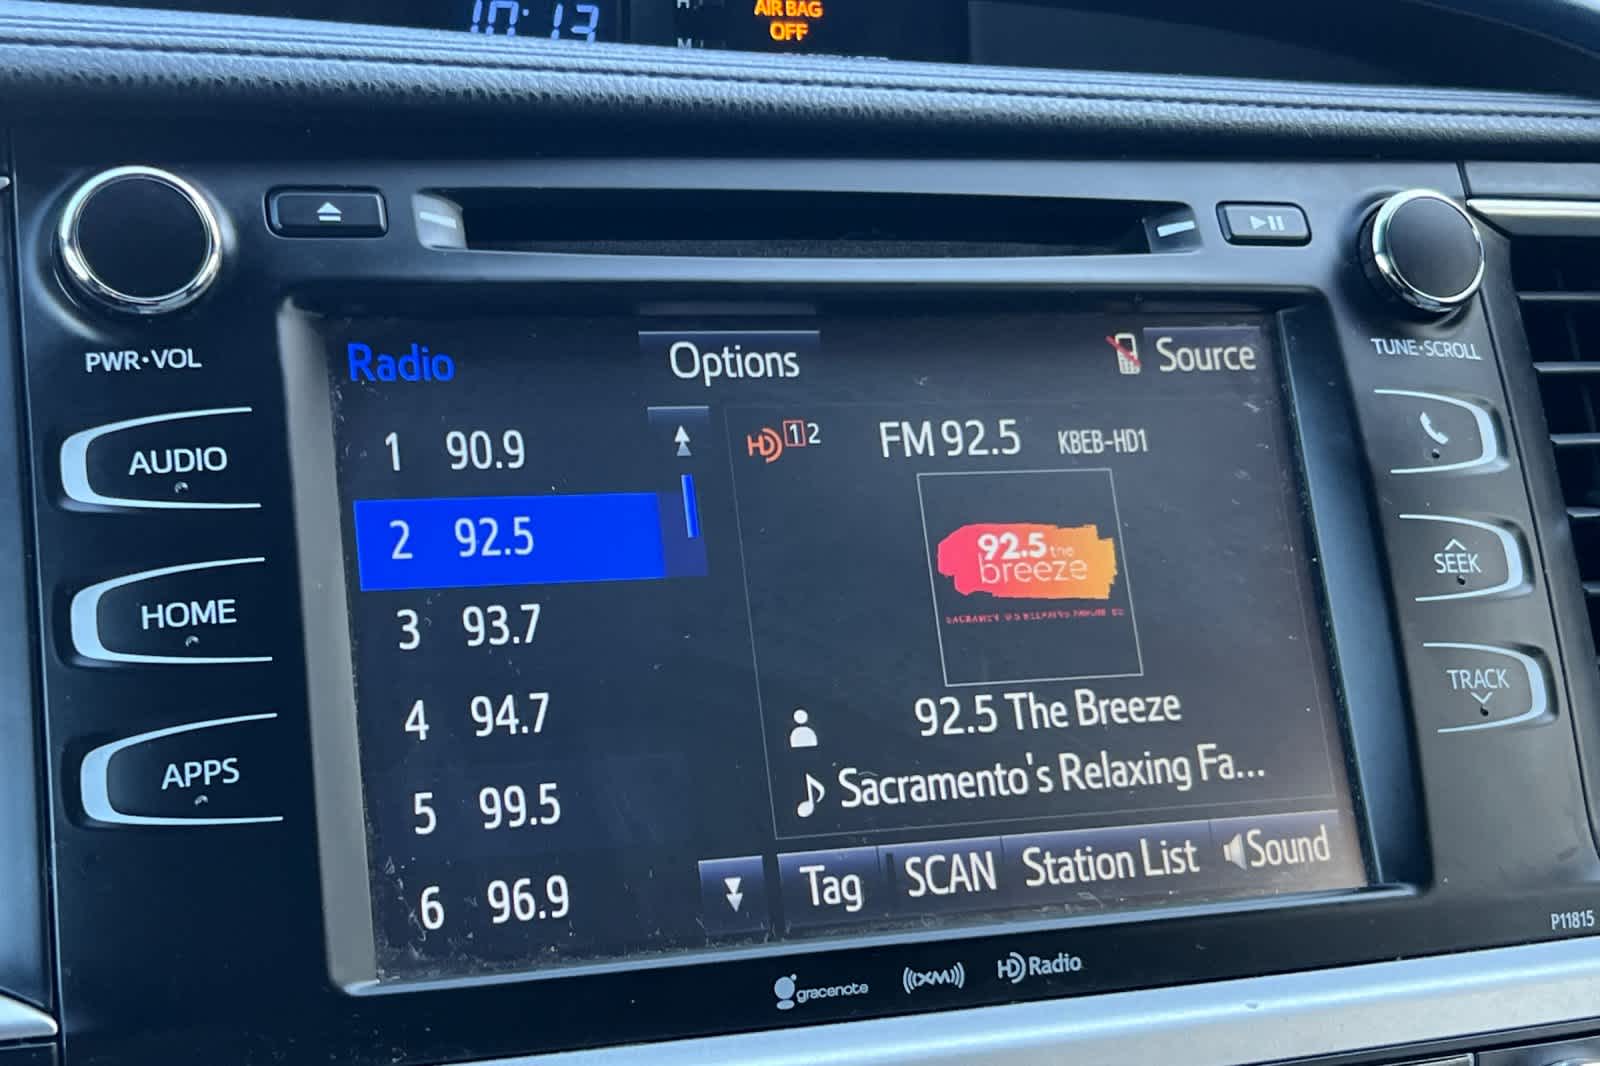 10:13
AIR BAG
OFF
PWR·VOL
TUNE·SCROLL
AUDIO
HOME
APPS
Radio
Options
Source
1 90.9
2 92.5
3 93.7
4 94.7
5 99.5
6 96.9
HD 1 2
FM 92.5 KBEB-HD1
92.5 the
breeze
92.5 The Breeze
Sacramento's Relaxing Fa...
Tag
SCAN
Station List
Sound
SEEK
TRACK
P11815
gracenote
((XM))
HD Radio